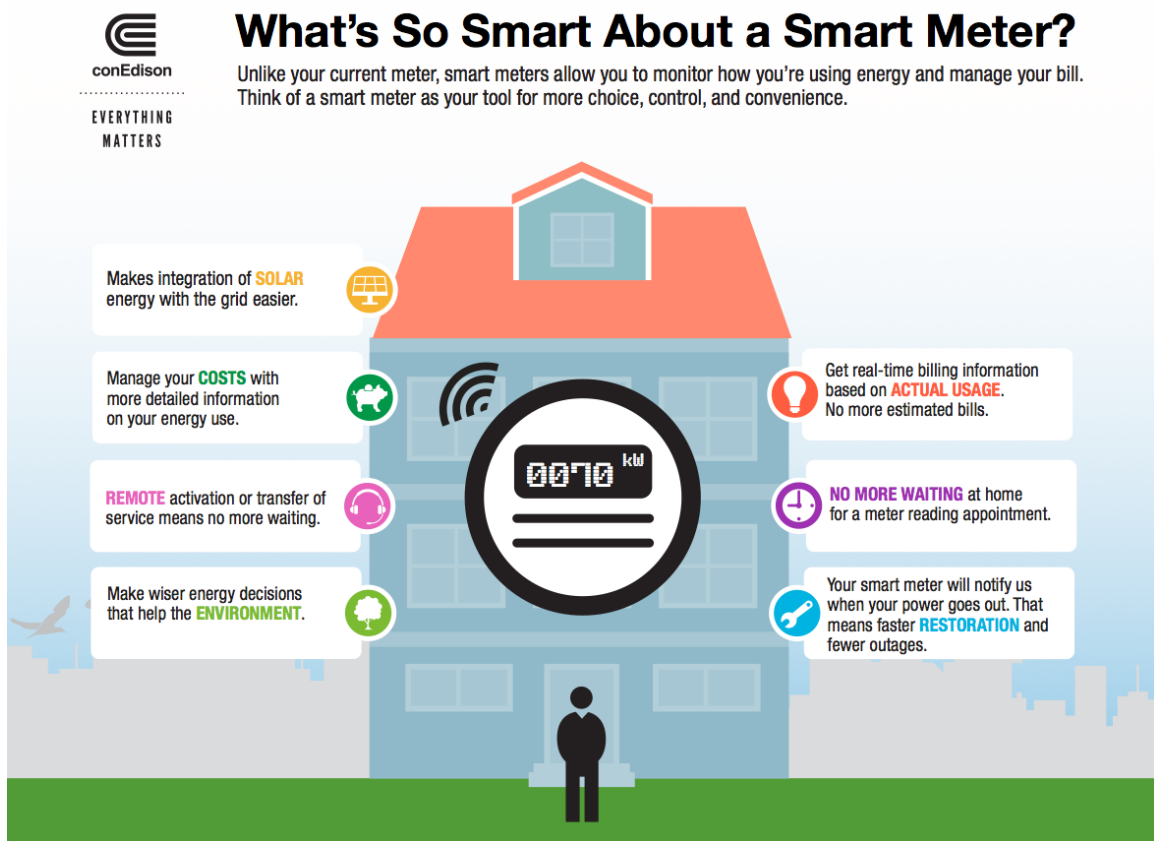 conEdison
EVERYTHING
MATTERS
What's So Smart About a Smart Meter?
Unlike your current meter, smart meters allow you to monitor how you're using energy and manage your bill.
Think of a smart meter as your tool for more choice, control, and convenience.
Makes integration of SOLAR
energy with the grid easier.
Manage your COSTS with
more detailed information
on your energy use.
REMOTE activation or transfer of
service means no more waiting.
Make wiser energy decisions
that help the ENVIRONMENT.
0070 kW
Get real-time billing information
based on ACTUAL USAGE.
No more estimated bills.
NO MORE WAITING at home
for a meter reading appointment.
Your smart meter will notify us
when your power goes out. That
means faster RESTORATION and
fewer outages.